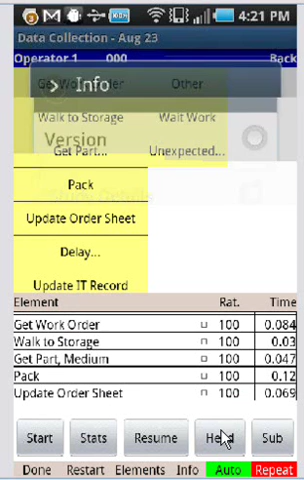 4:21 PM
Data Collection - Aug 23
Operator 1 000 Back
Info
Get Work Order Other
Walk to Storage Wait Work
Version
Get Part... Unexpected...
Pack
Update Order Sheet
Delay...
Update IT Record
Element Rat. Time
Get Work Order 100 0.084
Walk to Storage 100 0.03
Get Part, Medium 100 0.047
Pack 100 0.12
Update Order Sheet 100 0.069
Start Stats Resume Sub
Done Restart Elements Info Auto Repeat